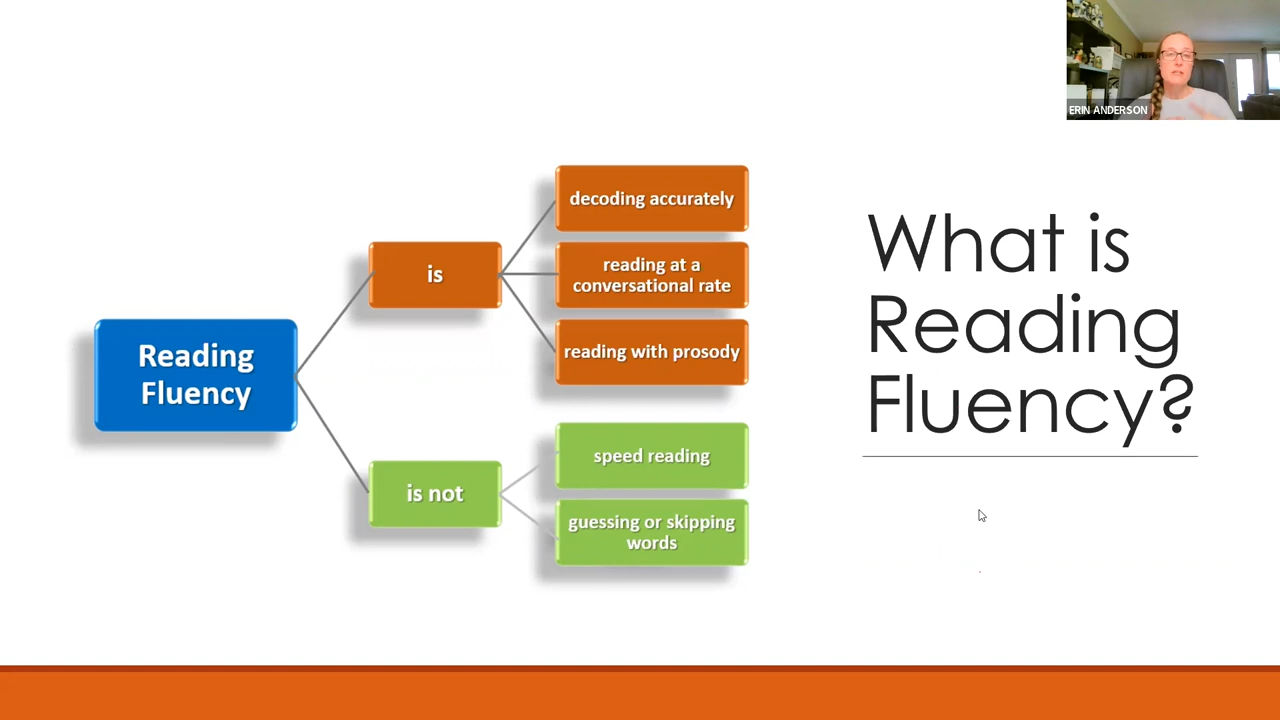 ERIN ANDERSON
Reading
Fluency
is
decoding accurately
reading at a
conversational rate
reading with prosody
is not
speed reading
guessing or skipping
words
What is
Reading
Fluency?